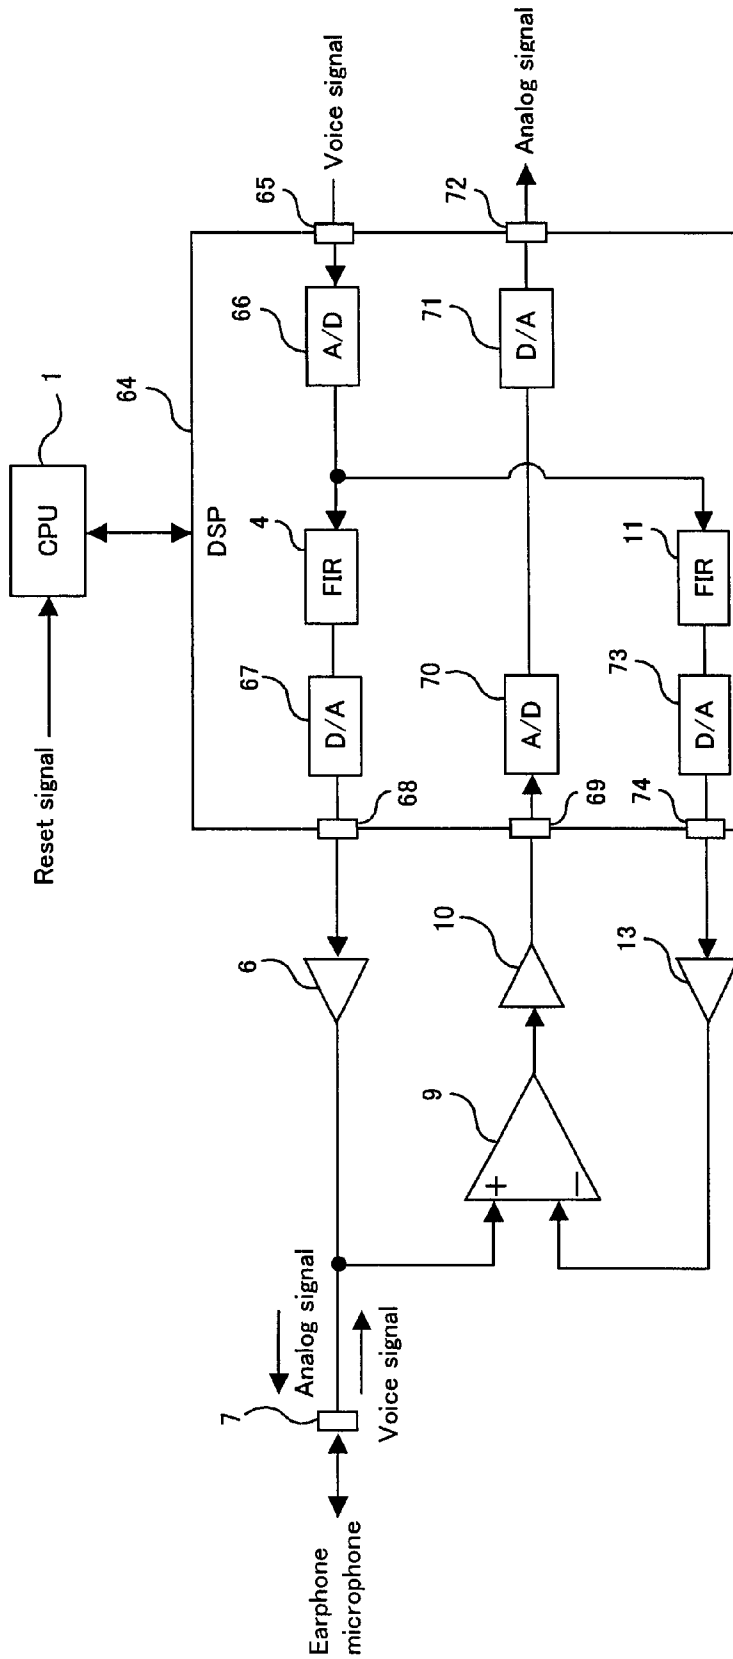 Reset signal
CPU
1
64
DSP
65
Voice signal
66
A/D
4
FIR
67
D/A
68
6
7
Analog signal
Voice signal
Earphone
microphone
72
Analog signal
71
D/A
70
A/D
69
10
9
+
−
11
FIR
73
D/A
74
13